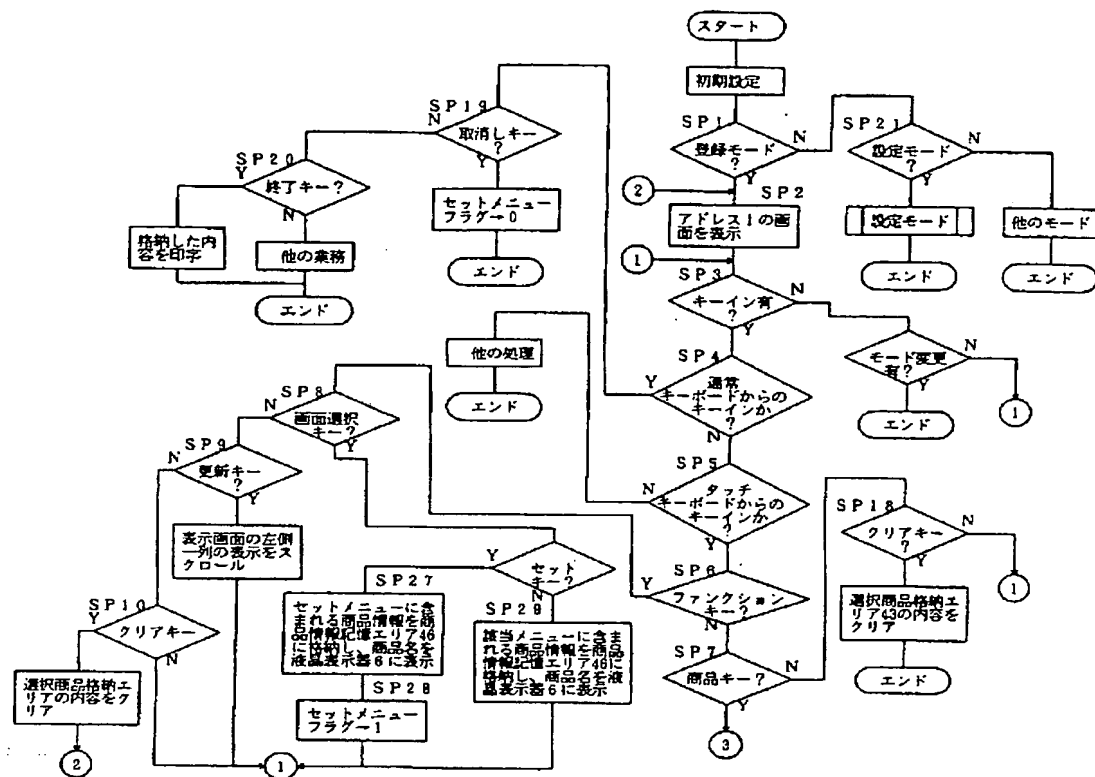 スタート
初期設定
SP1
登録モード
?
N
Y
SP21
設定モード
?
N
Y
設定モード
エンド
他のモード
エンド
2
SP2
アドレス1の画
面を表示
1
SP3
キーイン有
?
N
Y
モード変更
有?
N
Y
エンド
1
SP4
通常
キーボードからの
キーインか
?
Y
N
SP19
取消しキー
?
N
Y
セットメニュー
フラグ→0
エンド
SP20
終了キー?
Y
N
格納した内
容を印字
他の業務
エンド
SP5
タッチ
キーボードからの
キーインか
?
N
Y
他の処理
エンド
SP6
ファンクション
キー?
Y
N
SP7
商品キー?
Y
3
SP18
クリアキー
?
N
Y
1
選択商品格納エ
リア43の内容を
クリア
エンド
SP8
画面選択
キー?
N
Y
SP9
更新キー
?
N
Y
表示画面の左側
一列の表示をス
クロール
SP10
クリアキー
Y
N
選択商品格納エ
リアの内容をク
リア
2
セット
キー?
Y
N
SP27
セットメニューに含
まれる商品情報を商
品情報記憶エリア46
に格納し、商品名を
液晶表示器6に表示
SP28
セットメニュー
フラグ→1
SP29
該当メニューに含ま
れる商品情報を商品
情報記憶エリア46に
格納し、商品名を液
晶表示器6に表示
1